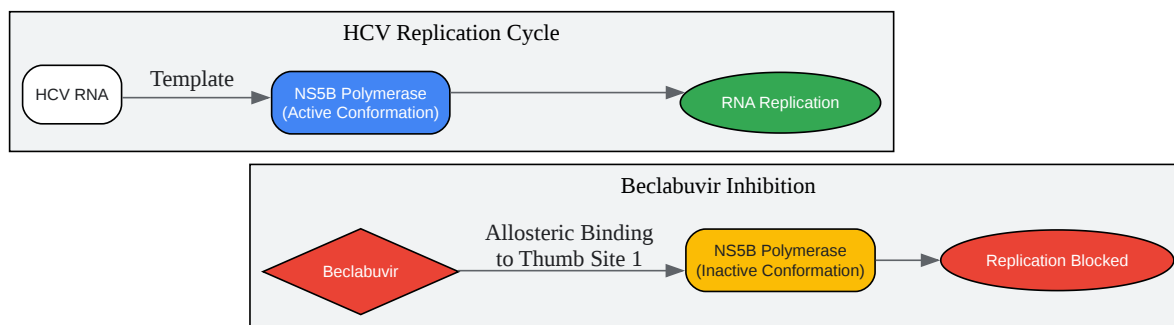 HCV Replication Cycle
HCV RNA
Template
NS5B Polymerase
(Active Conformation)
RNA Replication
Beclabuvir Inhibition
Beclabuvir
Allosteric Binding
to Thumb Site 1
NS5B Polymerase
(Inactive Conformation)
Replication Blocked